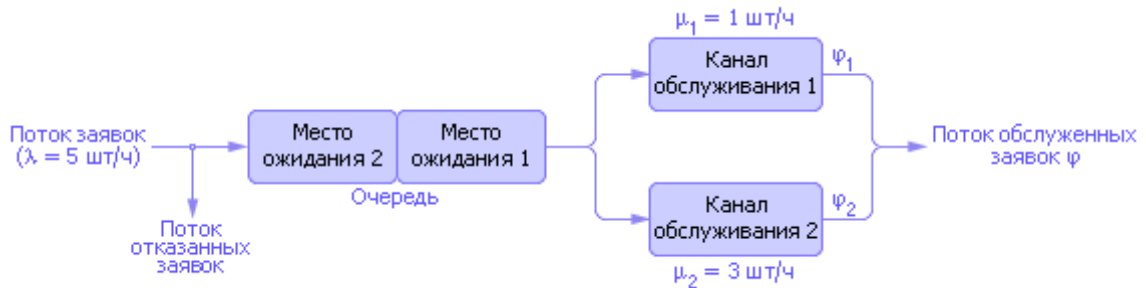 μ₁ = 1 шт/ч
Канал
обслуживания 1
φ₁
Поток заявок
(λ = 5 шт/ч)
Место
ожидания 2
Место
ожидания 1
Очередь
Поток обслуженных
заявок φ
Поток
отказанных
заявок
Канал
обслуживания 2
φ₂
μ₂ = 3 шт/ч